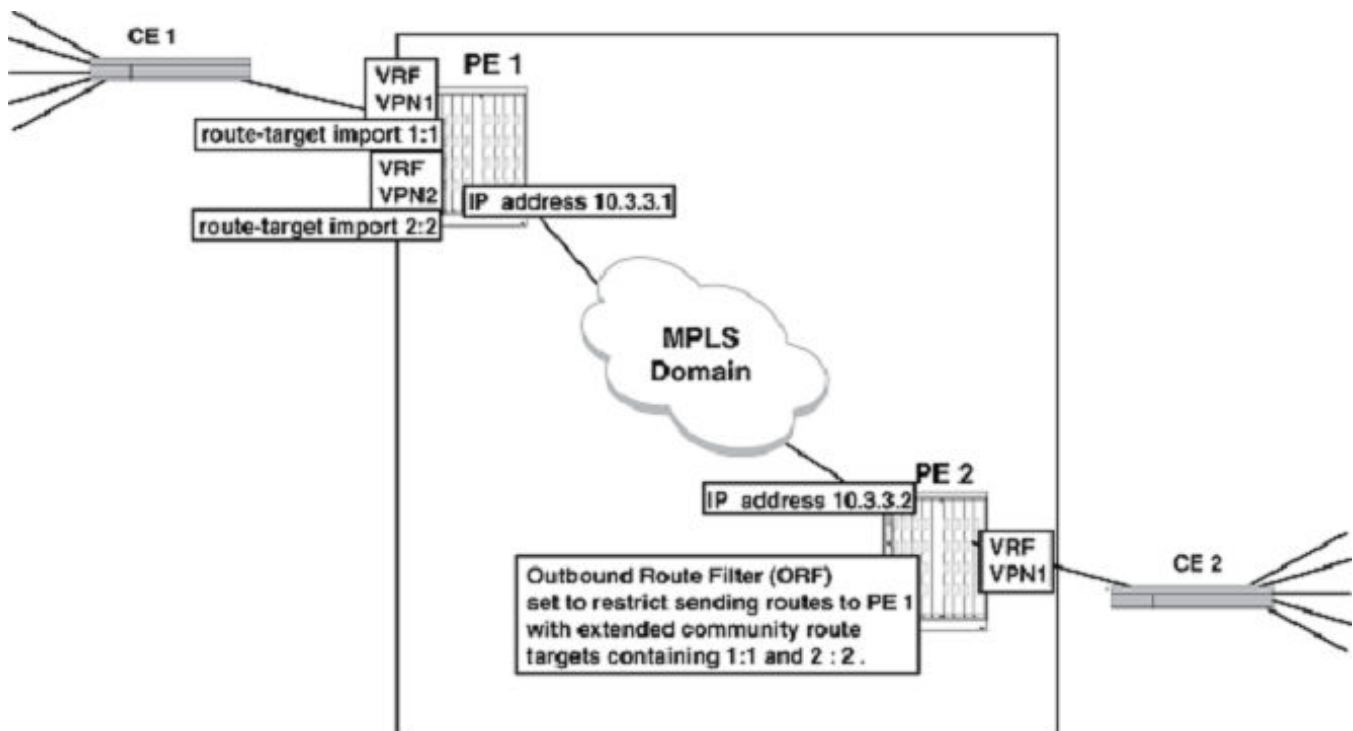 CE 1
PE 1
VRF
VPN1
route-target import 1:1
VRF
VPN2
route-target import 2:2
IP address 10.3.3.1
MPLS
Domain
PE 2
IP address 10.3.3.2
VRF
VPN1
CE 2
Outbound Route Filter (ORF)
set to restrict sending routes to PE 1
with extended community route
targets containing 1:1 and 2 : 2 .